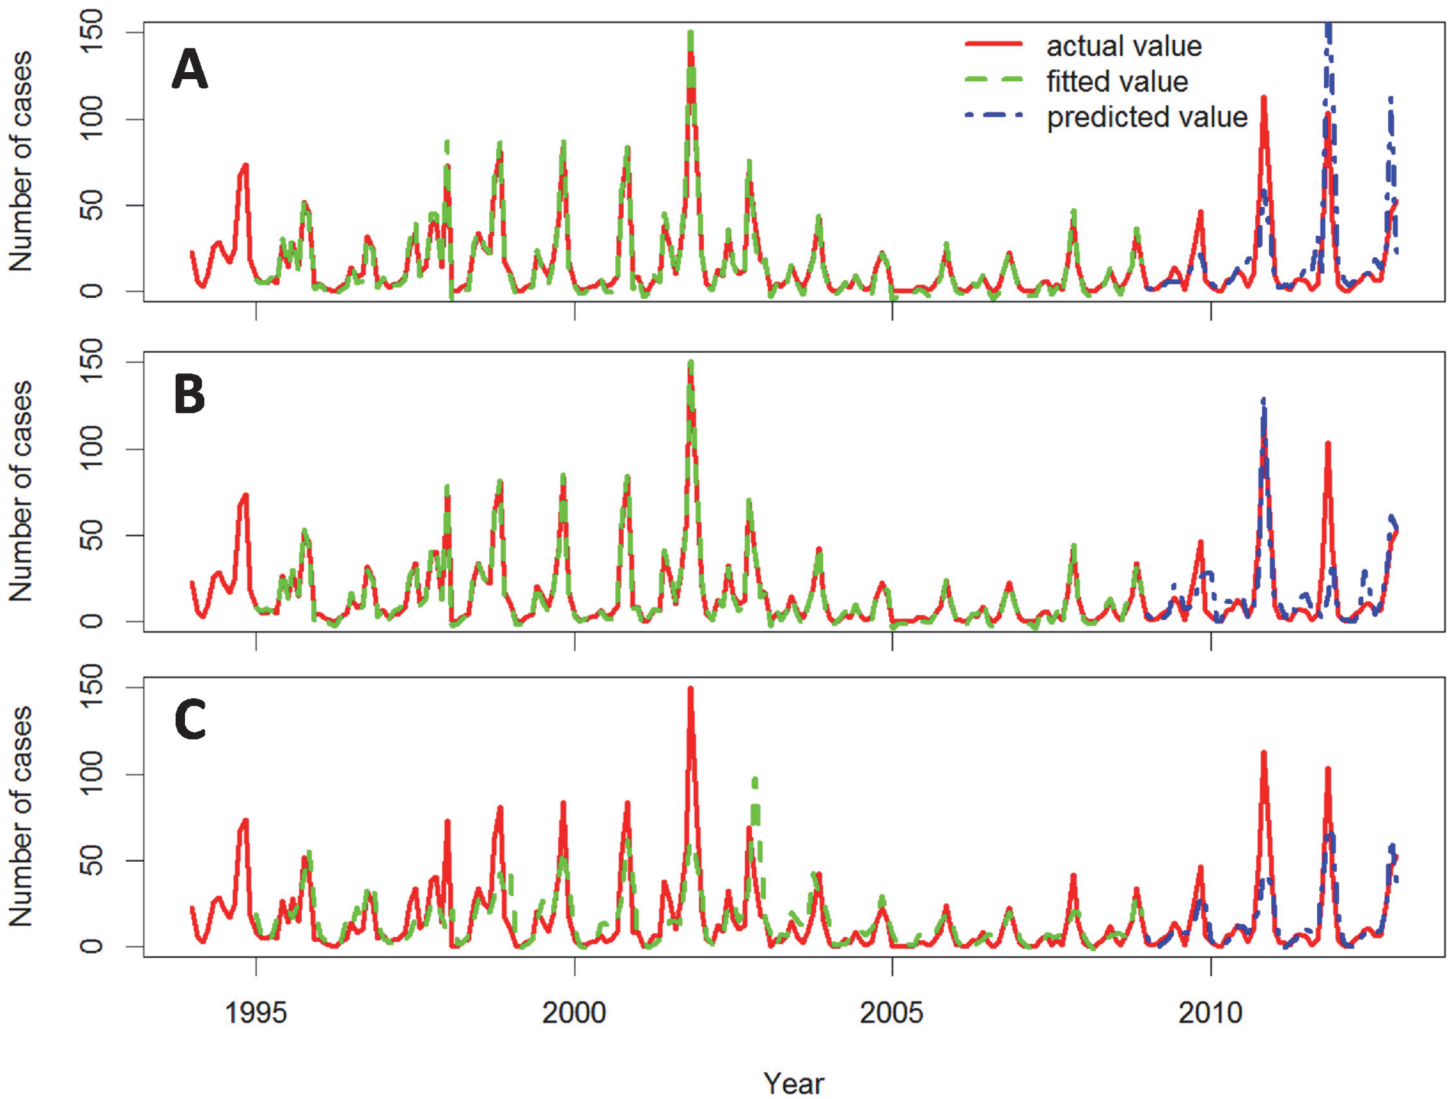 A
Number of cases
150
100
50
0
actual value
fitted value
predicted value
B
Number of cases
150
100
50
0
C
Number of cases
150
100
50
0
1995 2000 2005 2010
Year